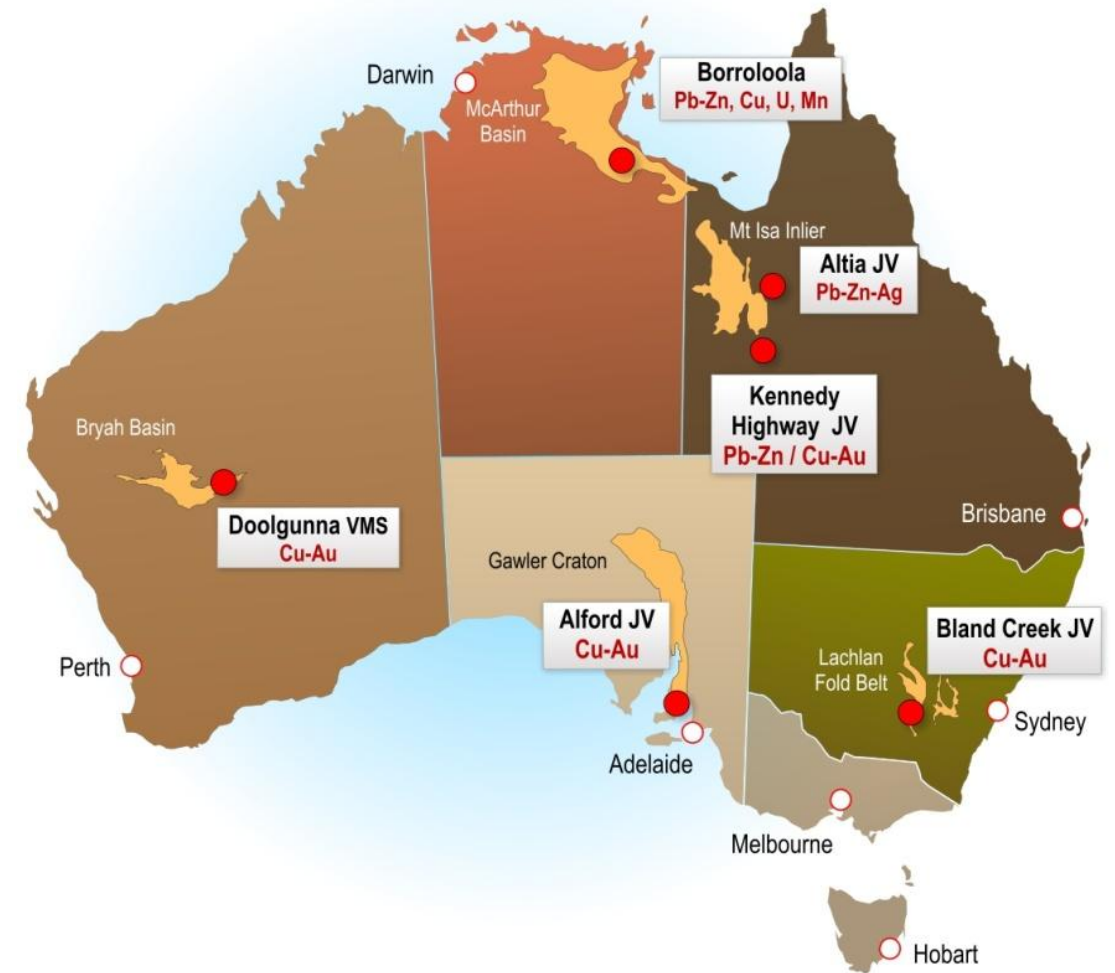 Darwin
McArthur
Basin
Borroloola
Pb-Zn, Cu, U, Mn
Mt Isa Inlier
Altia JV
Pb-Zn-Ag
Kennedy
Highway JV
Pb-Zn / Cu-Au
Bryah Basin
Doolgunna VMS
Cu-Au
Brisbane
Gawler Craton
Alford JV
Cu-Au
Bland Creek JV
Cu-Au
Lachlan
Fold Belt
Perth
Sydney
Adelaide
Melbourne
Hobart